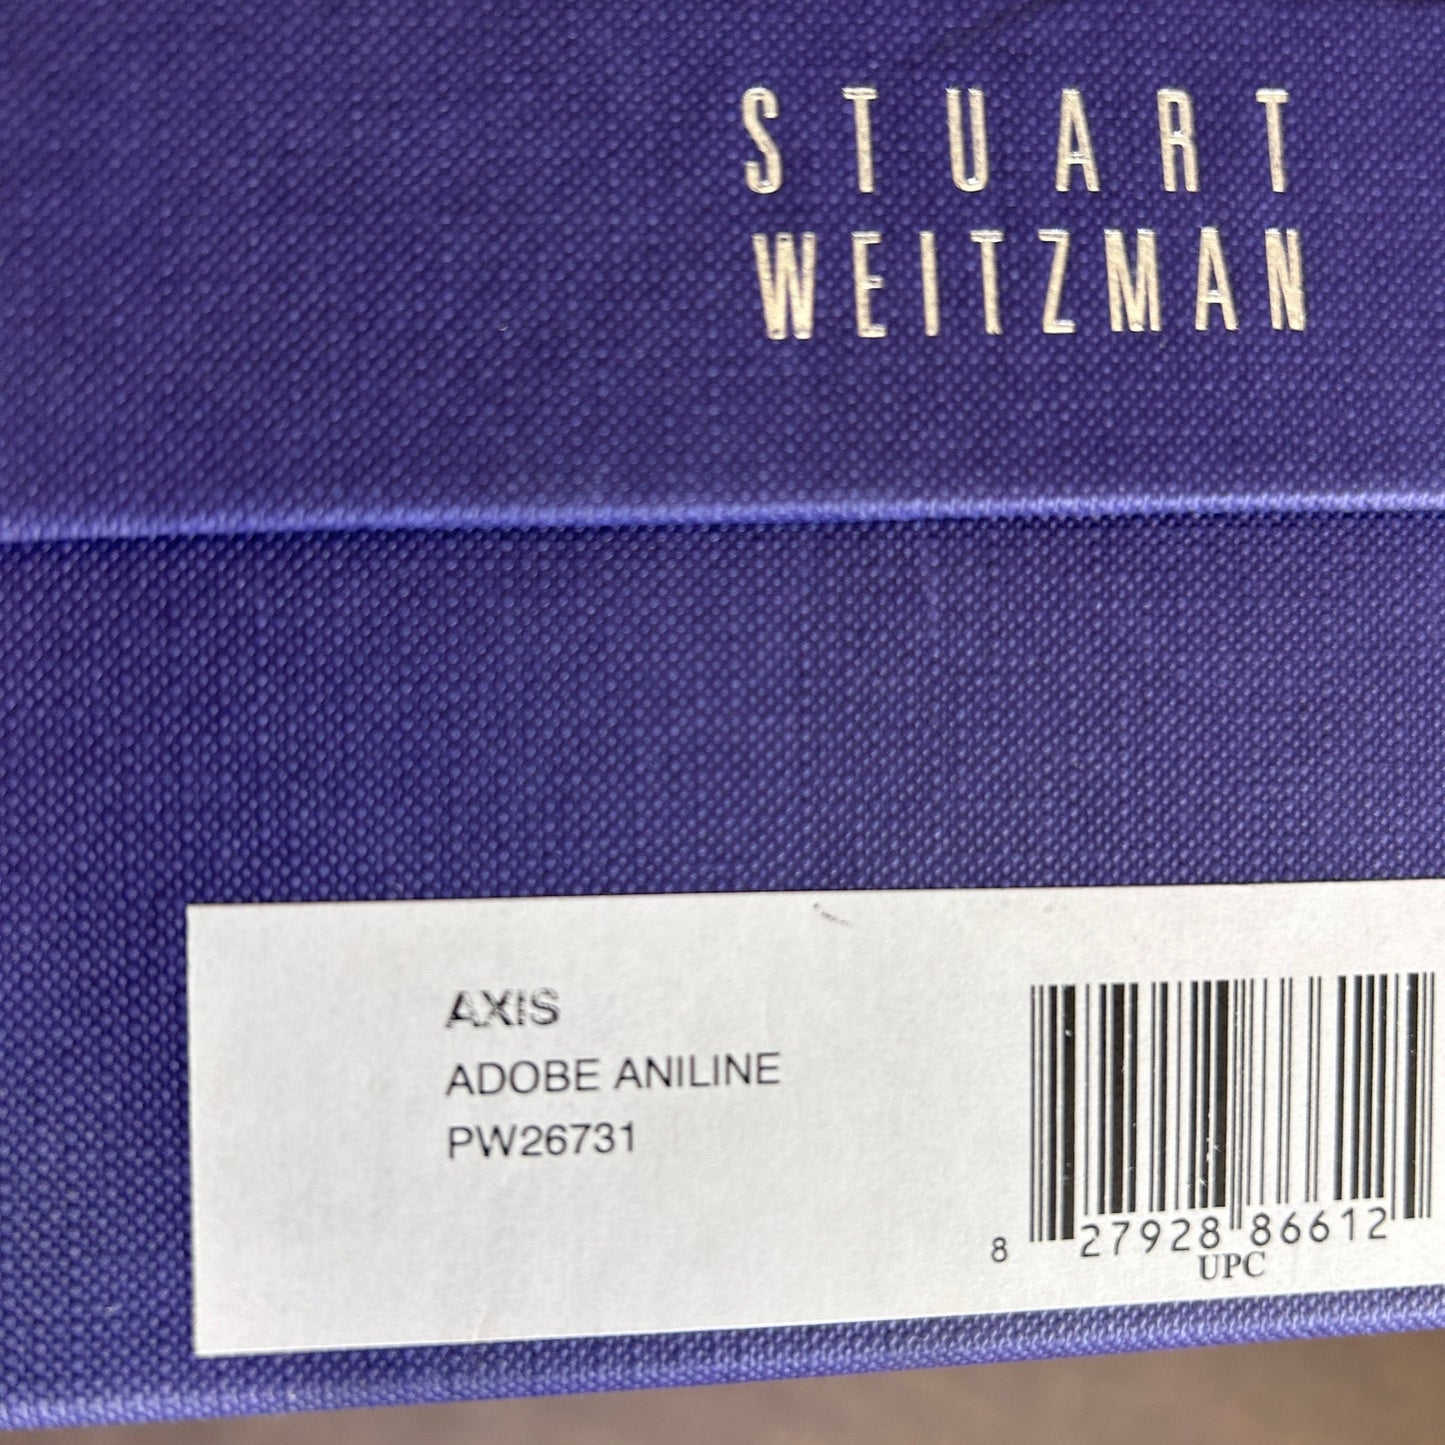 STUART
WEITZMAN
AXIS
ADOBE ANILINE
PW26731
8 27928 86612
UPC